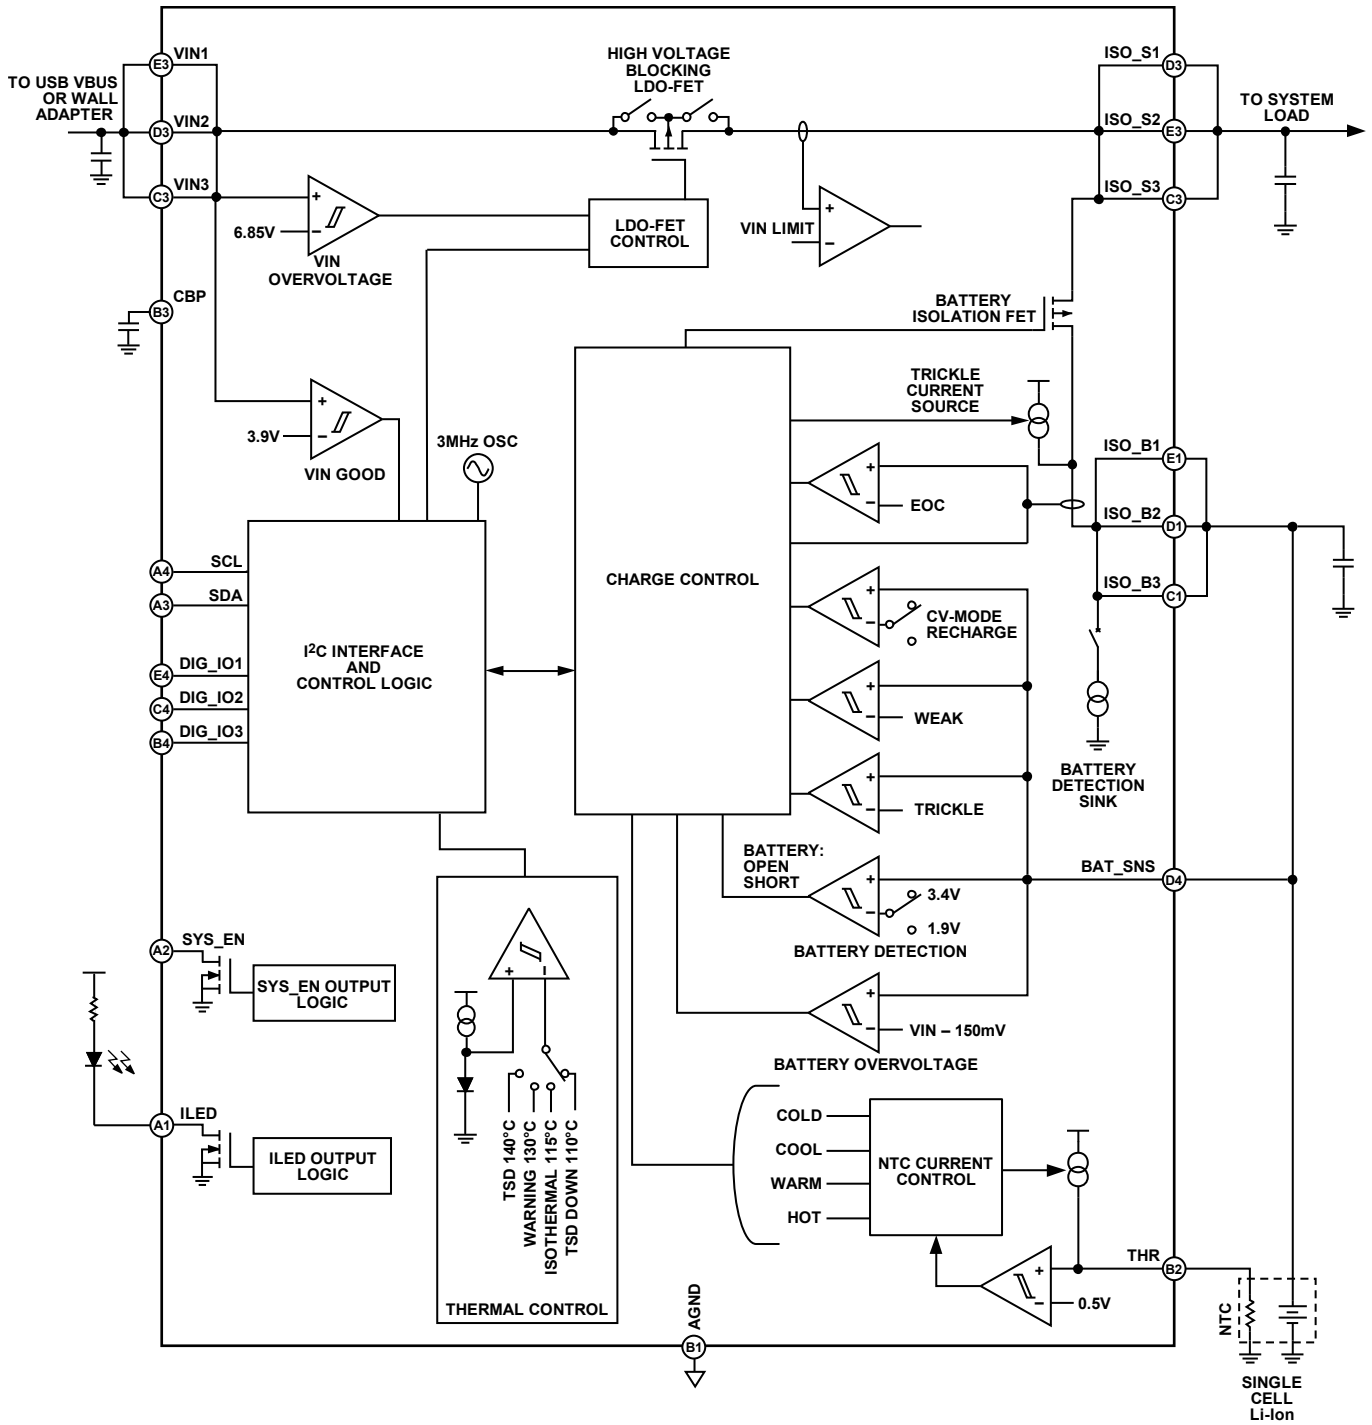 TO USB VBUS
OR WALL
ADAPTER
E3
VIN1
D3
VIN2
C3
VIN3
HIGH VOLTAGE
BLOCKING
LDO-FET
ISO_S1
D3
ISO_S2
E3
ISO_S3
C3
TO SYSTEM
LOAD
+
–
6.85V
VIN
OVERVOLTAGE
LDO-FET
CONTROL
VIN LIMIT
+
–
B3
CBP
BATTERY
ISOLATION FET
+
–
3.9V
VIN GOOD
3MHz OSC
TRICKLE
CURRENT
SOURCE
+
–
EOC
ISO_B1
E1
ISO_B2
D1
ISO_B3
C1
A4
SCL
A3
SDA
E4
DIG_IO1
C4
DIG_IO2
B4
DIG_IO3
I2C INTERFACE
AND
CONTROL LOGIC
CHARGE CONTROL
+
–
CV-MODE
RECHARGE
+
–
WEAK
+
–
TRICKLE
BATTERY
DETECTION
SINK
BATTERY:
OPEN
SHORT
+
–
3.4V
1.9V
BATTERY DETECTION
BAT_SNS
D4
+
–
VIN – 150mV
BATTERY OVERVOLTAGE
A2
SYS_EN
SYS_EN OUTPUT
LOGIC
A1
ILED
ILED OUTPUT
LOGIC
+
–
TSD 140°C
WARNING 130°C
ISOTHERMAL 115°C
TSD DOWN 110°C
THERMAL CONTROL
COLD
COOL
WARM
HOT
NTC CURRENT
CONTROL
+
–
0.5V
THR
B2
AGND
B1
NTC
SINGLE
CELL
Li-Ion